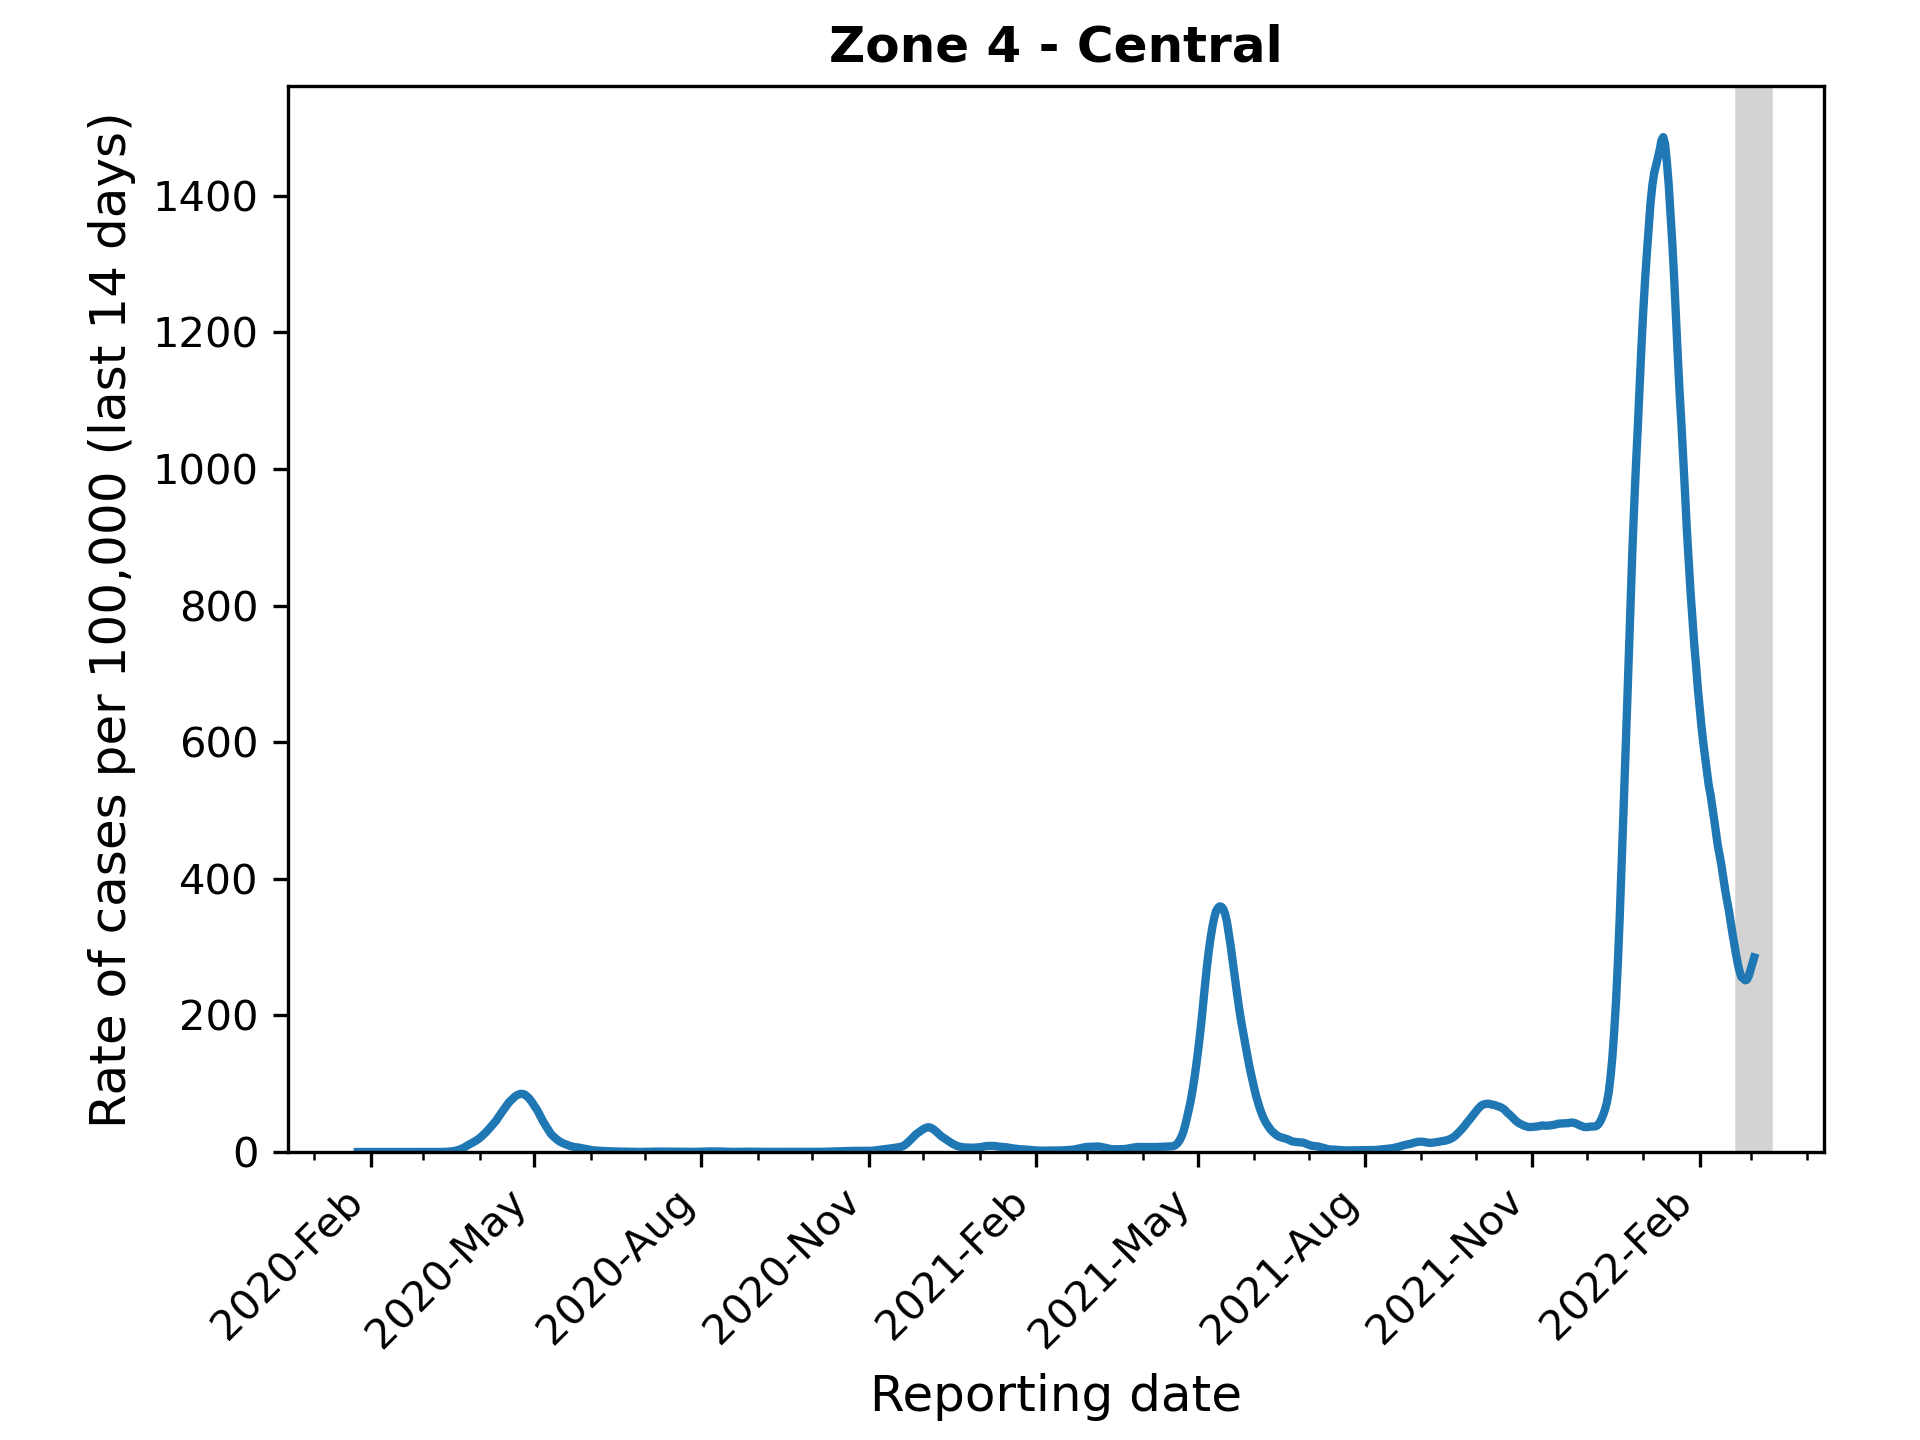 Zone 4 - Central
Rate of cases per 100,000 (last 14 days)
1400
1200
1000
800
600
400
200
0
2020-Feb
2020-May
2020-Aug
2020-Nov
2021-Feb
2021-May
2021-Aug
2021-Nov
2022-Feb
Reporting date